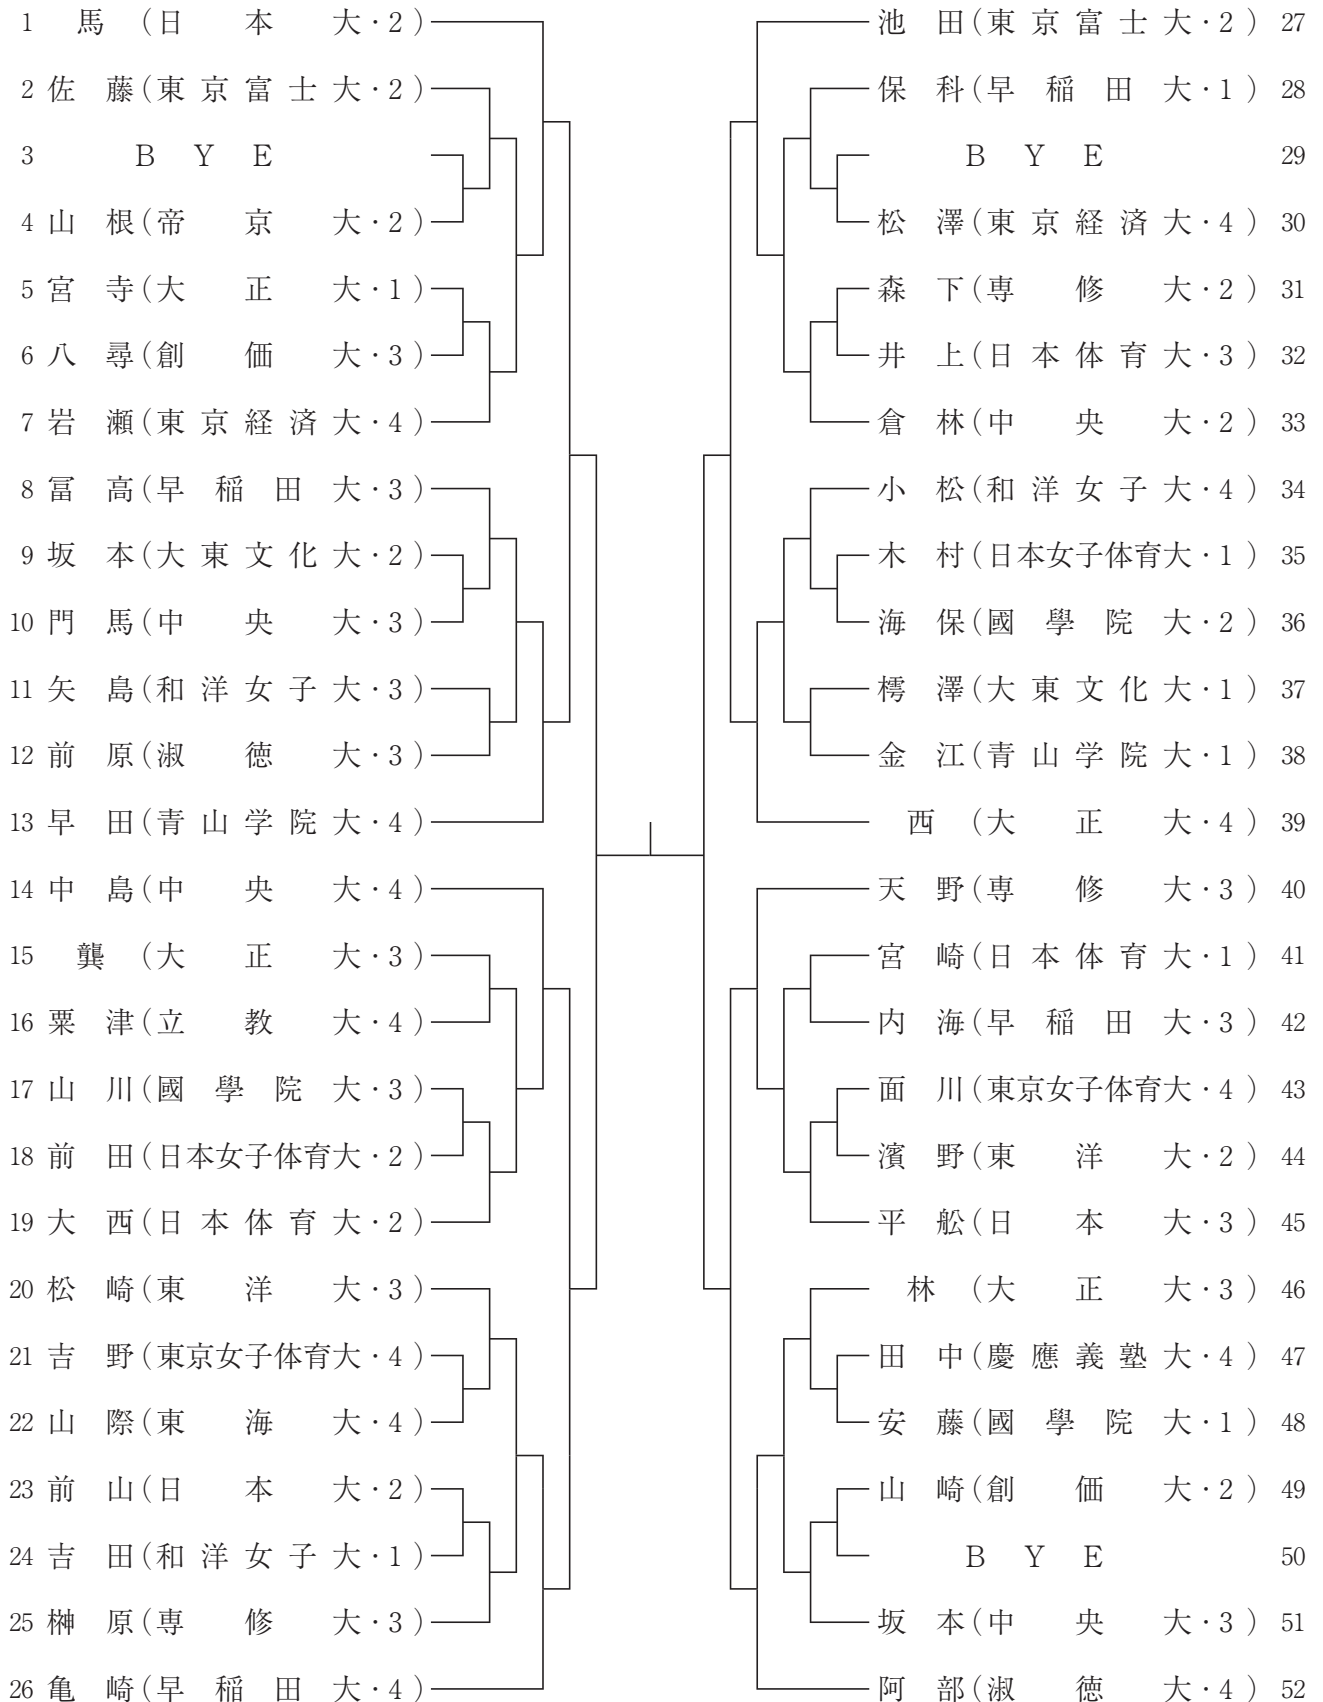 1 馬 (日本大・2)
2 佐藤(東京富士大・2)
3 BYE
4 山根(帝京大・2)
5 宮寺(大正大・1)
6 八尋(創価大・3)
7 岩瀬(東京経済大・4)
8 冨高(早稲田大・3)
9 坂本(大東文化大・2)
10 門馬(中央大・3)
11 矢島(和洋女子大・3)
12 前原(淑徳大・3)
13 早田(青山学院大・4)
14 中島(中央大・4)
15 龔 (大正大・3)
16 粟津(立教大・4)
17 山川(國學院大・3)
18 前田(日本女子体育大・2)
19 大西(日本体育大・2)
20 松崎(東洋大・3)
21 吉野(東京女子体育大・4)
22 山際(東海大・4)
23 前山(日本大・2)
24 吉田(和洋女子大・1)
25 榊原(専修大・3)
26 亀崎(早稲田大・4)
池田(東京富士大・2) 27
保科(早稲田大・1) 28
BYE 29
松澤(東京経済大・4) 30
森下(専修大・2) 31
井上(日本体育大・3) 32
倉林(中央大・2) 33
小松(和洋女子大・4) 34
木村(日本女子体育大・1) 35
海保(國學院大・2) 36
樗澤(大東文化大・1) 37
金江(青山学院大・1) 38
西 (大正大・4) 39
天野(専修大・3) 40
宮崎(日本体育大・1) 41
内海(早稲田大・3) 42
面川(東京女子体育大・4) 43
濱野(東洋大・2) 44
平舩(日本大・3) 45
林 (大正大・3) 46
田中(慶應義塾大・4) 47
安藤(國學院大・1) 48
山崎(創価大・2) 49
BYE 50
坂本(中央大・3) 51
阿部(淑徳大・4) 52